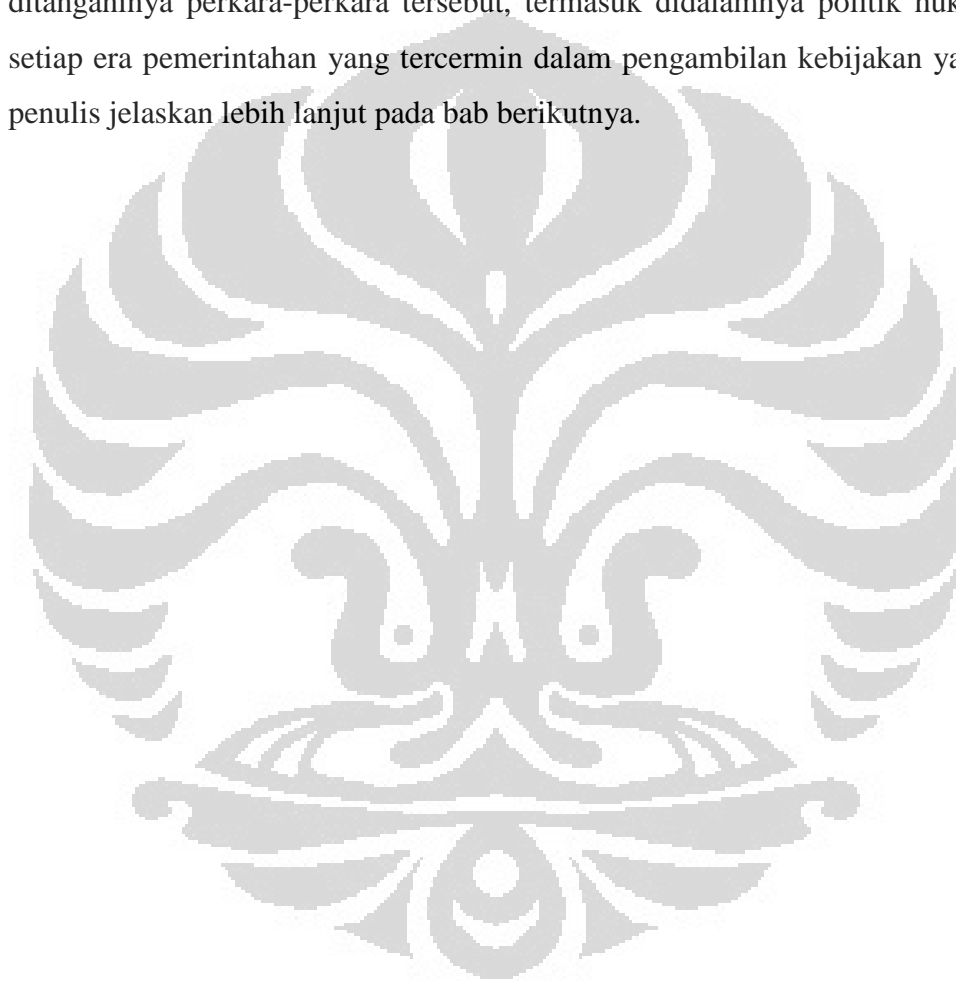 ditanganinya perkara-perkara tersebut, termasuk didalamnya politik huk
setiap era pemerintahan yang tercermin dalam pengambilan kebijakan ya
penulis jelaskan lebih lanjut pada bab berikutnya.